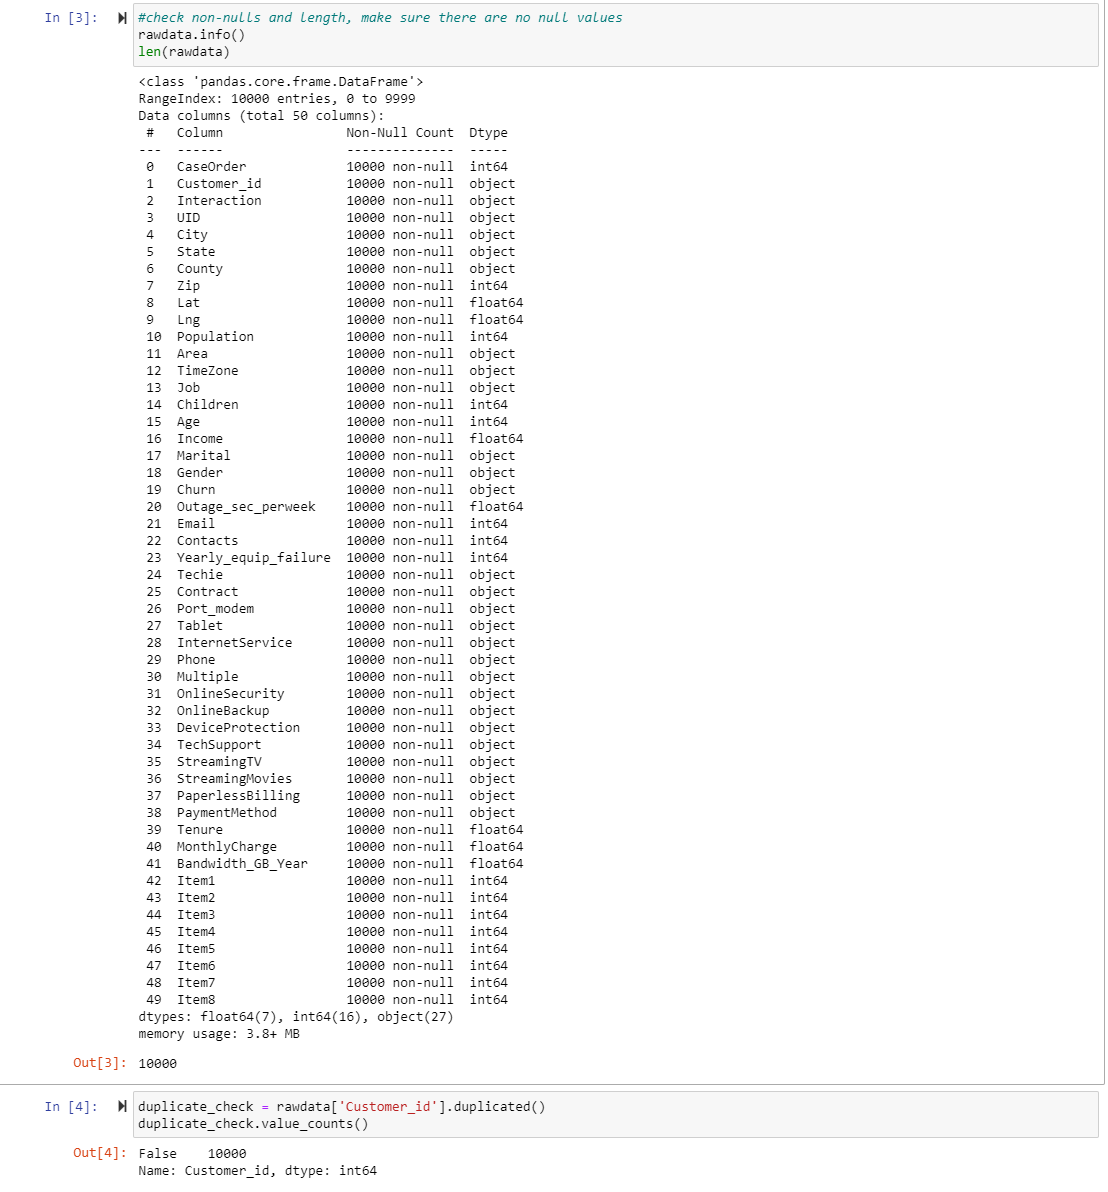 In [3]:
#check non-nulls and length, make sure there are no null values
rawdata.info()
len(rawdata)
<class 'pandas.core.frame.DataFrame'>
RangeIndex: 10000 entries, 0 to 9999
Data columns (total 50 columns):
 #   Column                Non-Null Count  Dtype
---  ------                --------------  -----
 0   CaseOrder             10000 non-null  int64
 1   Customer_id           10000 non-null  object
 2   Interaction           10000 non-null  object
 3   UID                   10000 non-null  object
 4   City                  10000 non-null  object
 5   State                 10000 non-null  object
 6   County                10000 non-null  object
 7   Zip                   10000 non-null  int64
 8   Lat                   10000 non-null  float64
 9   Lng                   10000 non-null  float64
 10  Population            10000 non-null  int64
 11  Area                  10000 non-null  object
 12  TimeZone              10000 non-null  object
 13  Job                   10000 non-null  object
 14  Children              10000 non-null  int64
 15  Age                   10000 non-null  int64
 16  Income                10000 non-null  float64
 17  Marital               10000 non-null  object
 18  Gender                10000 non-null  object
 19  Churn                 10000 non-null  object
 20  Outage_sec_perweek    10000 non-null  float64
 21  Email                 10000 non-null  int64
 22  Contacts              10000 non-null  int64
 23  Yearly_equip_failure  10000 non-null  int64
 24  Techie                10000 non-null  object
 25  Contract              10000 non-null  object
 26  Port_modem            10000 non-null  object
 27  Tablet                10000 non-null  object
 28  InternetService       10000 non-null  object
 29  Phone                 10000 non-null  object
 30  Multiple              10000 non-null  object
 31  OnlineSecurity        10000 non-null  object
 32  OnlineBackup          10000 non-null  object
 33  DeviceProtection      10000 non-null  object
 34  TechSupport           10000 non-null  object
 35  StreamingTV           10000 non-null  object
 36  StreamingMovies       10000 non-null  object
 37  PaperlessBilling      10000 non-null  object
 38  PaymentMethod         10000 non-null  object
 39  Tenure                10000 non-null  float64
 40  MonthlyCharge         10000 non-null  float64
 41  Bandwidth_GB_Year     10000 non-null  float64
 42  Item1                 10000 non-null  int64
 43  Item2                 10000 non-null  int64
 44  Item3                 10000 non-null  int64
 45  Item4                 10000 non-null  int64
 46  Item5                 10000 non-null  int64
 47  Item6                 10000 non-null  int64
 48  Item7                 10000 non-null  int64
 49  Item8                 10000 non-null  int64
dtypes: float64(7), int64(16), object(27)
memory usage: 3.8+ MB
Out[3]: 10000
In [4]:
duplicate_check = rawdata['Customer_id'].duplicated()
duplicate_check.value_counts()
Out[4]: False    10000
Name: Customer_id, dtype: int64